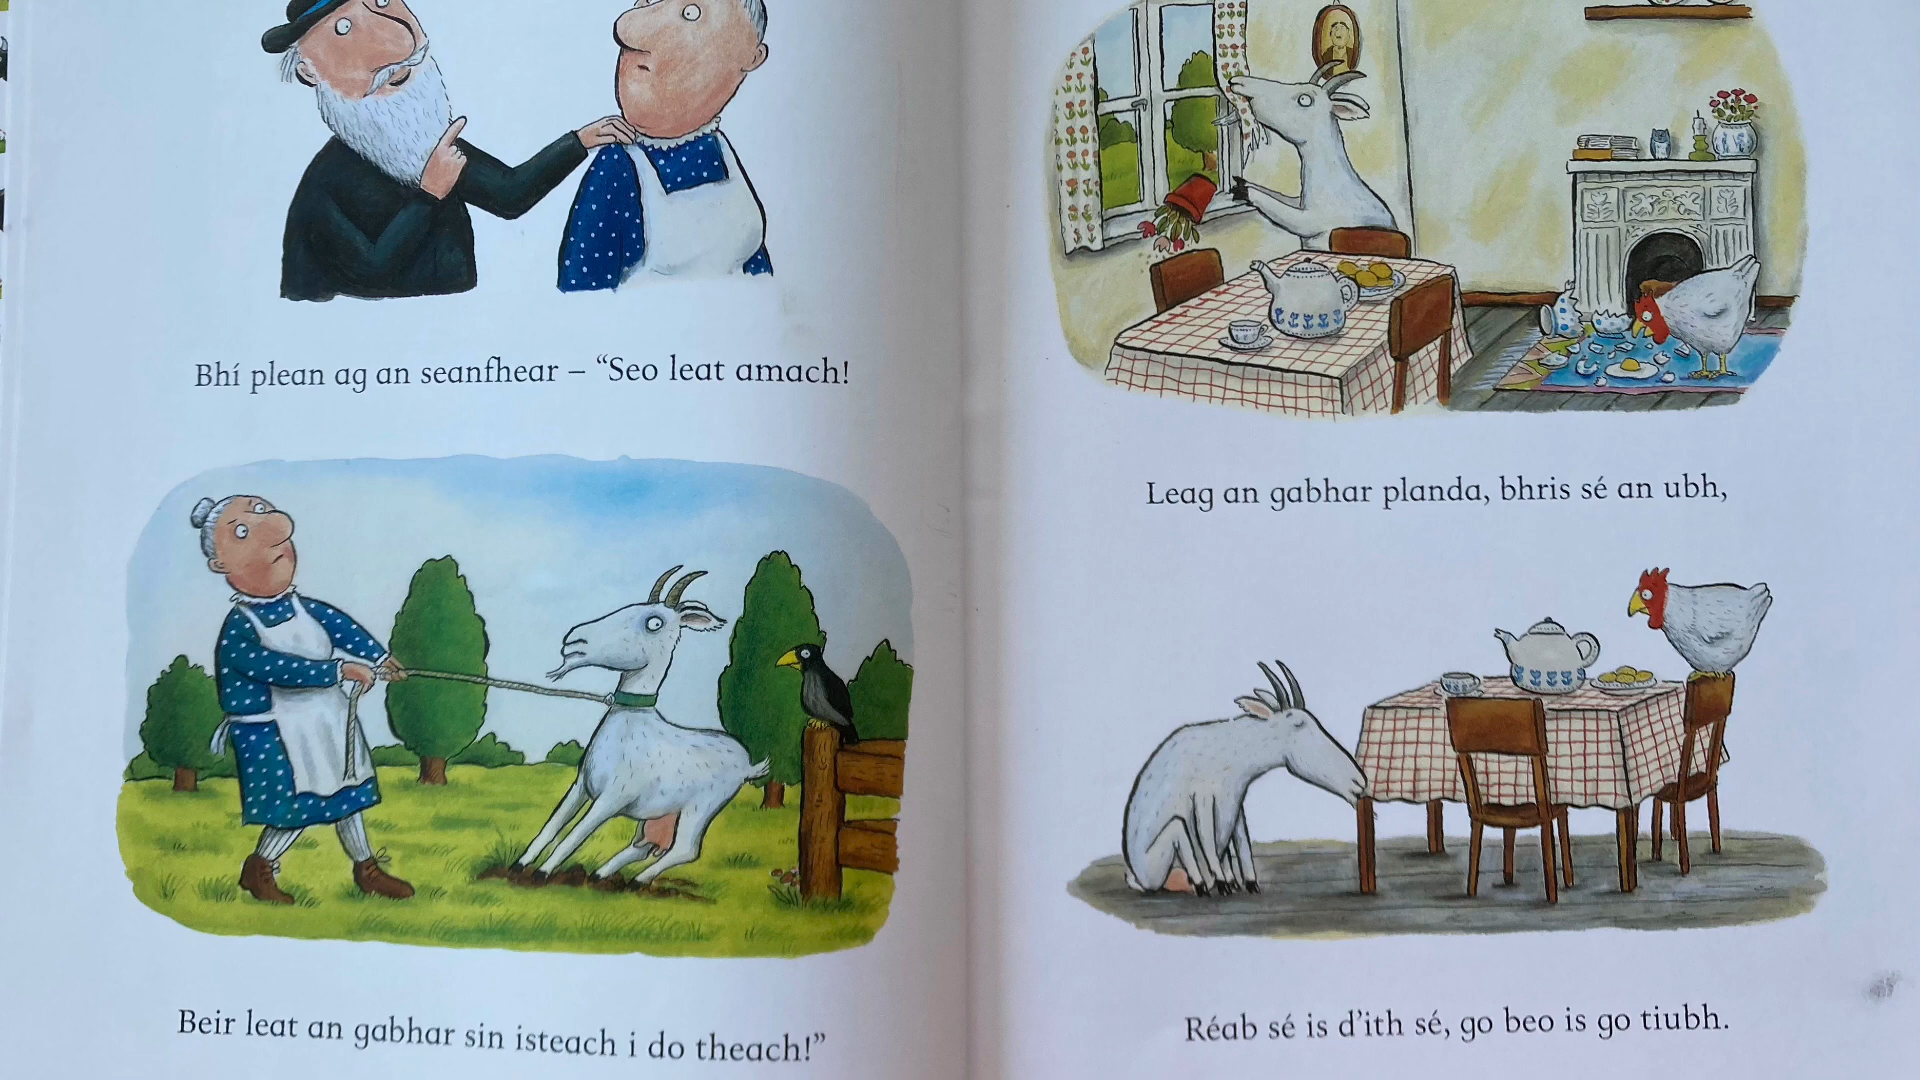 Bhí plean ag an seanfhear – “Seo leat amach!
Beir leat an gabhar sin isteach i do theach!”
Leag an gabhar planda, bhris sé an ubh,
Réab sé is d’ith sé, go beo is go tiubh.